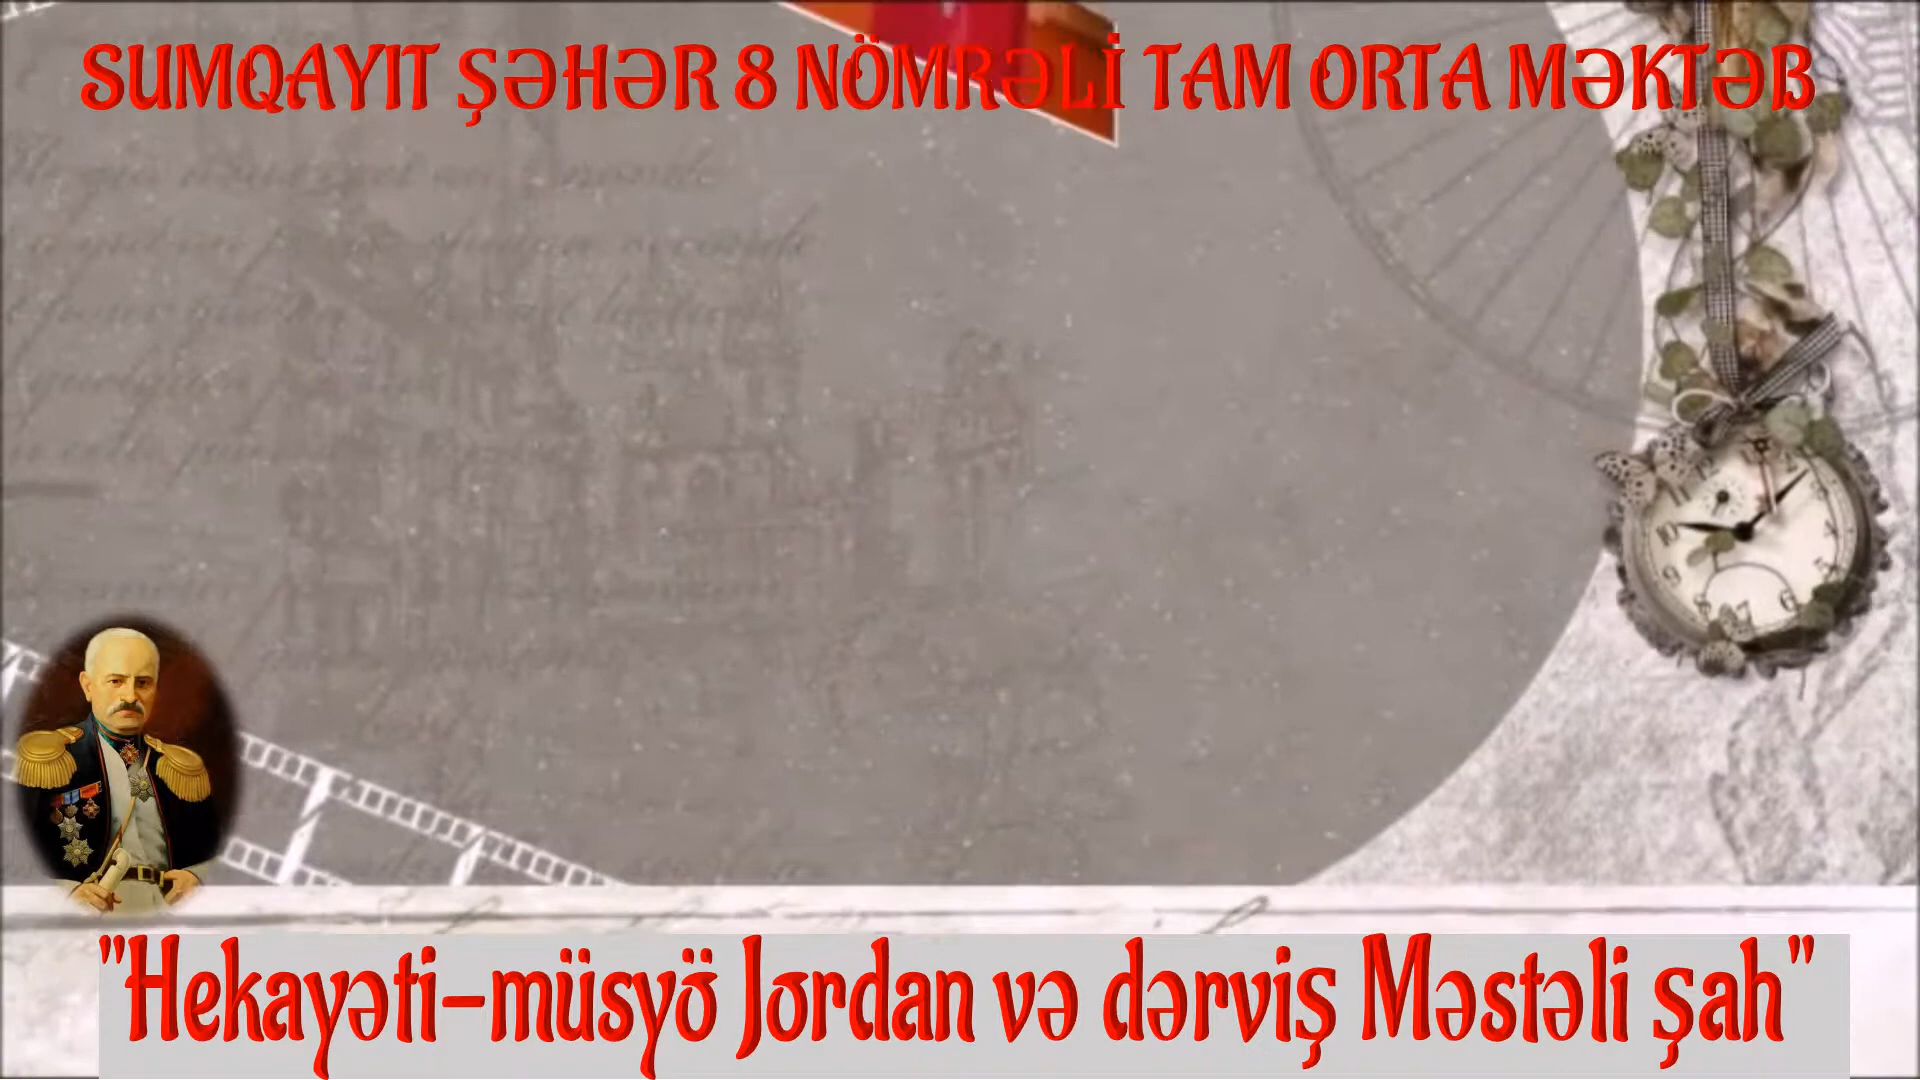 SUMQAYIT ŞƏHƏR 8 NÖMRƏLİ TAM ORTA MƏKTƏB
"Hekayəti-müsyö Jordan və dərviş Məstəli şah"